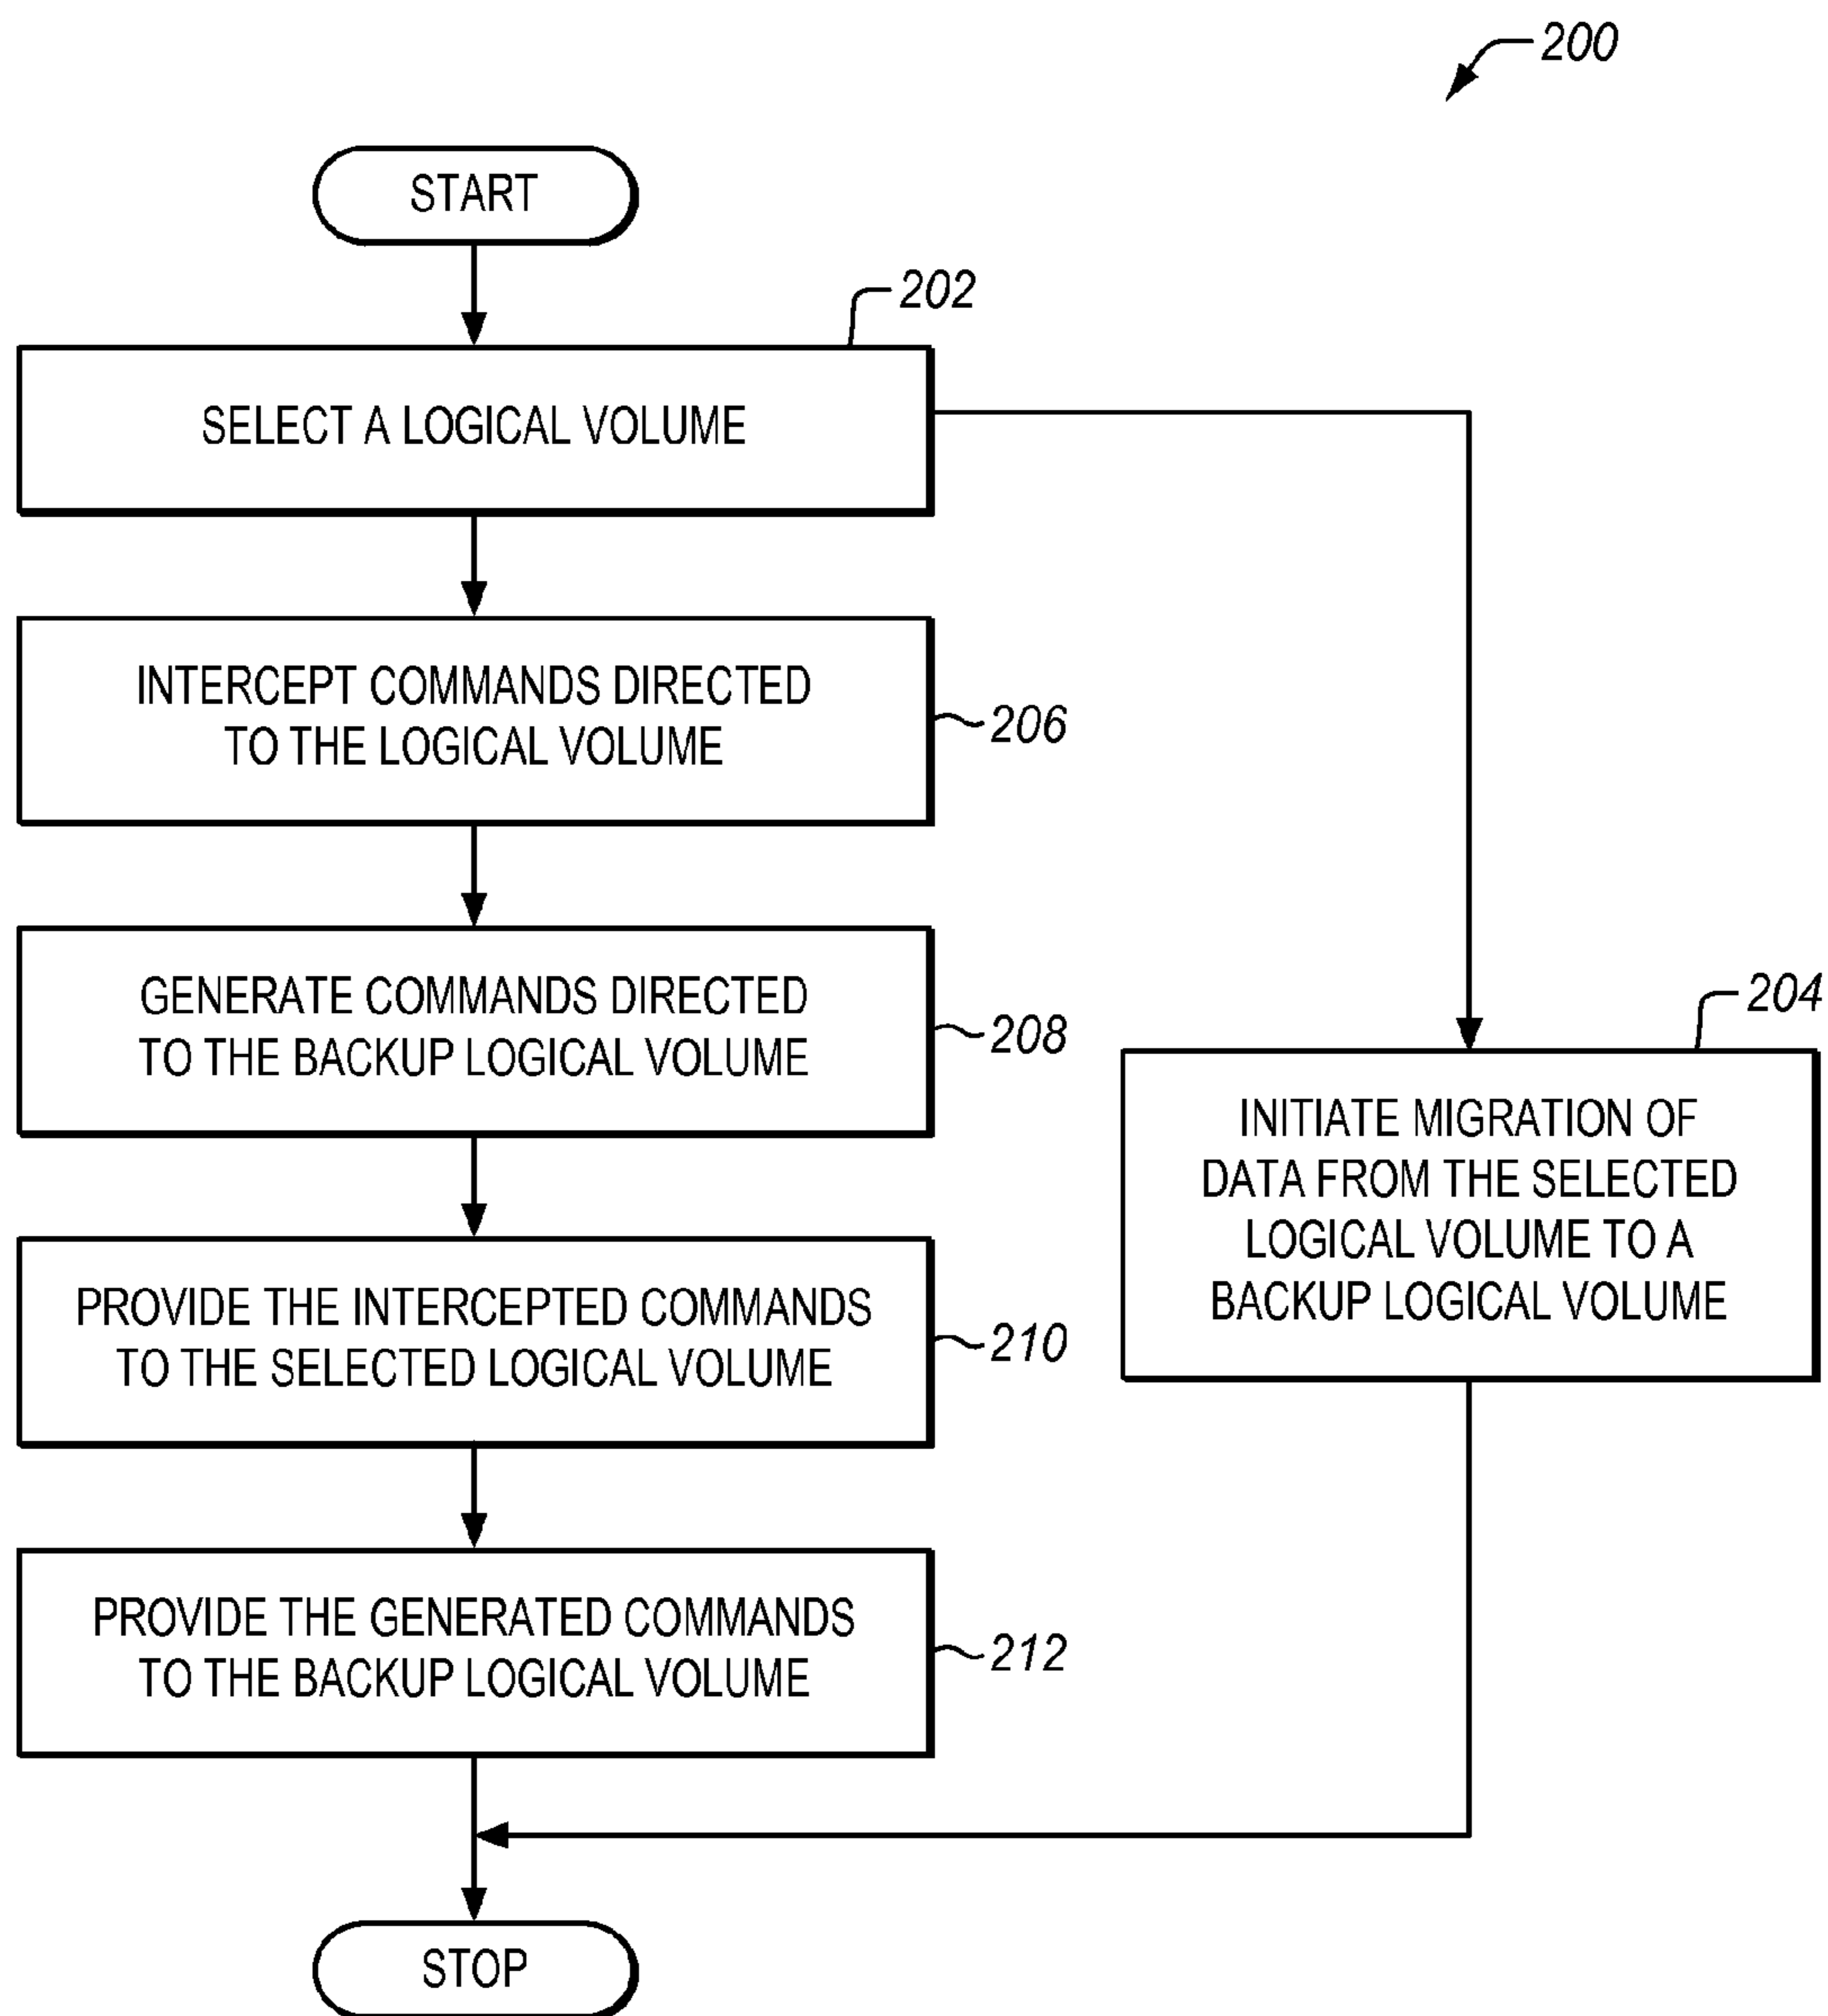 200
START
202
SELECT A LOGICAL VOLUME
INTERCEPT COMMANDS DIRECTED
TO THE LOGICAL VOLUME
206
GENERATE COMMANDS DIRECTED
TO THE BACKUP LOGICAL VOLUME
208
204
INITIATE MIGRATION OF
DATA FROM THE SELECTED
LOGICAL VOLUME TO A
BACKUP LOGICAL VOLUME
PROVIDE THE INTERCEPTED COMMANDS
TO THE SELECTED LOGICAL VOLUME
210
PROVIDE THE GENERATED COMMANDS
TO THE BACKUP LOGICAL VOLUME
212
STOP